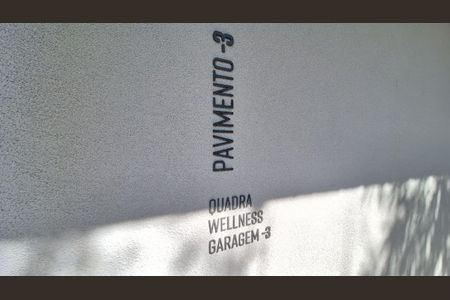 PAVIMENTO -3
QUADRA
WELLNESS
GARAGEM -3